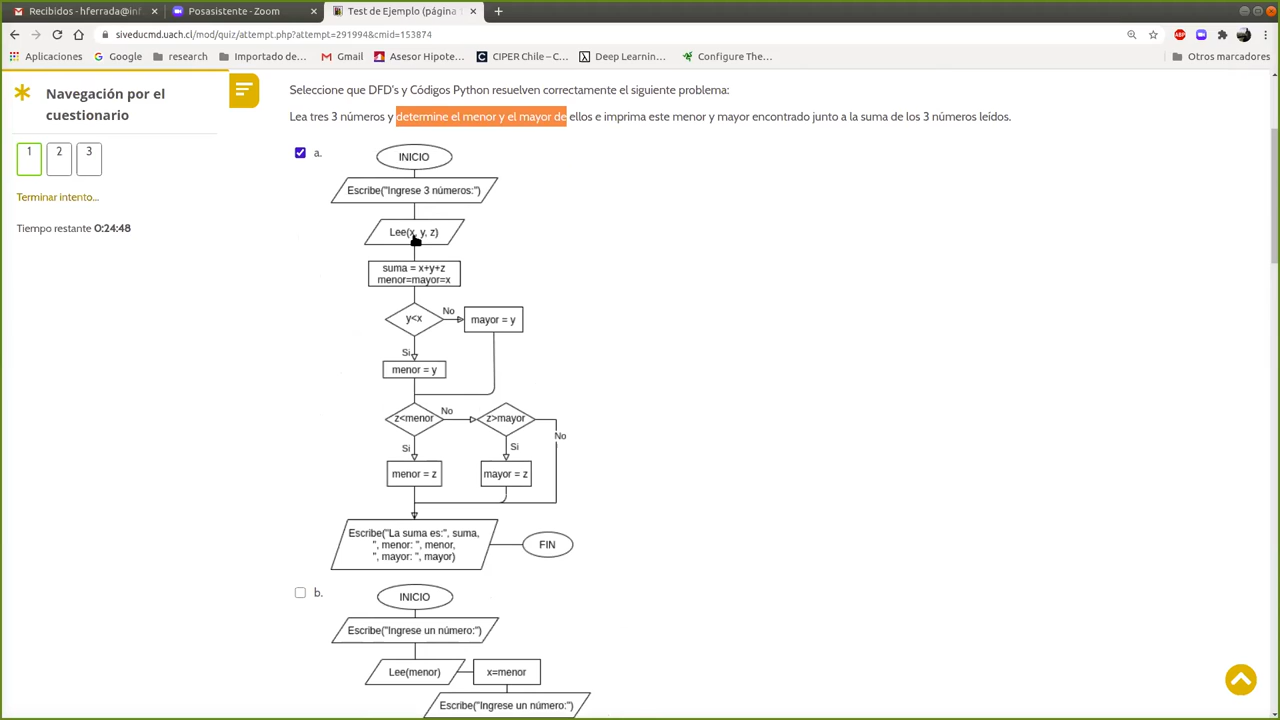 Recibidos - hferrada@inf
Posasistente - Zoom
Test de Ejemplo (página
siveducmd.uach.cl/mod/quiz/attempt.php?attempt=291994&cmid=153874
Aplicaciones
Google
research
Importado de…
Gmail
Asesor Hipote…
CIPER Chile – C…
Deep Learnin…
Configure The…
Otros marcadores
Navegación por el
cuestionario
1 2 3
Terminar intento...
Tiempo restante 0:24:48
Seleccione que DFD's y Códigos Python resuelven correctamente el siguiente problema:
Lea tres 3 números y determine el menor y el mayor de ellos e imprima este menor y mayor encontrado junto a la suma de los 3 números leídos.
a.
INICIO
Escribe("Ingrese 3 números:")
Lee(x, y, z)
suma = x+y+z
menor=mayor=x
y<x
No
mayor = y
Si
menor = y
z<menor
No
z>mayor
No
Si
Si
menor = z
mayor = z
Escribe("La suma es:", suma,
", menor: ", menor,
", mayor: ", mayor)
FIN
b.
INICIO
Escribe("Ingrese un número:")
Lee(menor)
x=menor
Escribe("Ingrese un número:")